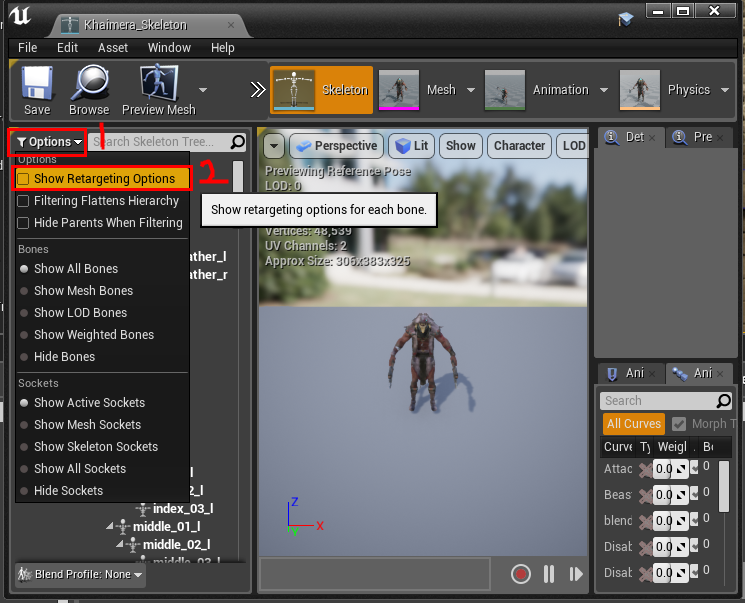 Khaimera_Skeleton
File Edit Asset Window Help
Save Browse Preview Mesh Skeleton Mesh Animation Physics
Options 1 Search Skeleton Tree... Perspective Lit Show Character LOD Det Pre
Options
Show Retargeting Options 2
Filtering Flattens Hierarchy
Hide Parents When Filtering
Previewing Reference Pose
LOD: 0
Show retargeting options for each bone.
Vertices: 48,539
UV Channels: 2
Approx Size: 306x383x325
Bones
ather_l
Show All Bones
ather_r
Show Mesh Bones
Show LOD Bones
Show Weighted Bones
Hide Bones
Sockets
Show Active Sockets
Show Mesh Sockets
Show Skeleton Sockets
Show All Sockets
Hide Sockets
_l
2_l
index_03_l
middle_01_l
middle_02_l
middle_03_l
Blend Profile: None
Z
X
Y
Ani Ani
Search
All Curves Morph T
Curve Ty Weigl . Bo
Attac 0.0 0
Beas 0.0 0
blend 0.0 0
Disab 0.0 0
Disab 0.0 0